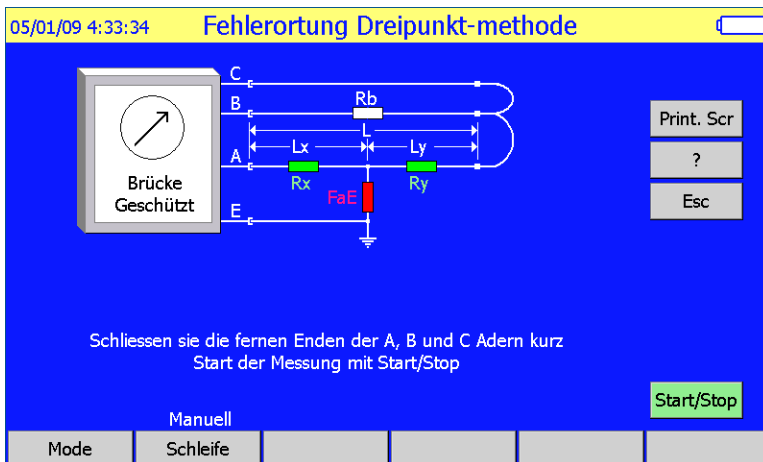 05/01/09 4:33:34 Fehlerortung Dreipunkt-methode
C
B
Rb
L
Lx
Ly
A
Rx
Ry
FaE
E
Brücke
Geschützt
Print. Scr
?
Esc
Schliessen sie die fernen Enden der A, B und C Adern kurz
Start der Messung mit Start/Stop
Start/Stop
Manuell
Mode Schleife